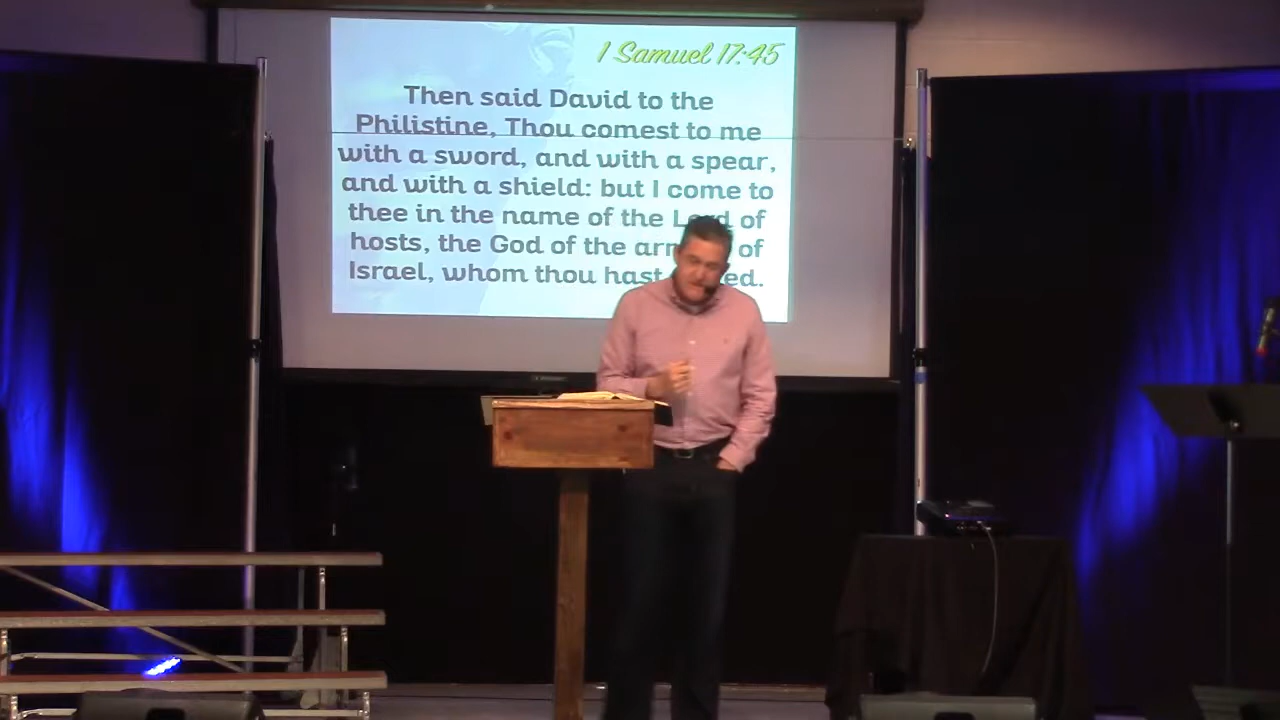 1 Samuel 17:45
Then said David to the
Philistine, Thou comest to me
with a sword, and with a spear,
and with a shield: but I come to
thee in the name of the Lord of
hosts, the God of the of
Israel, whom thou hast